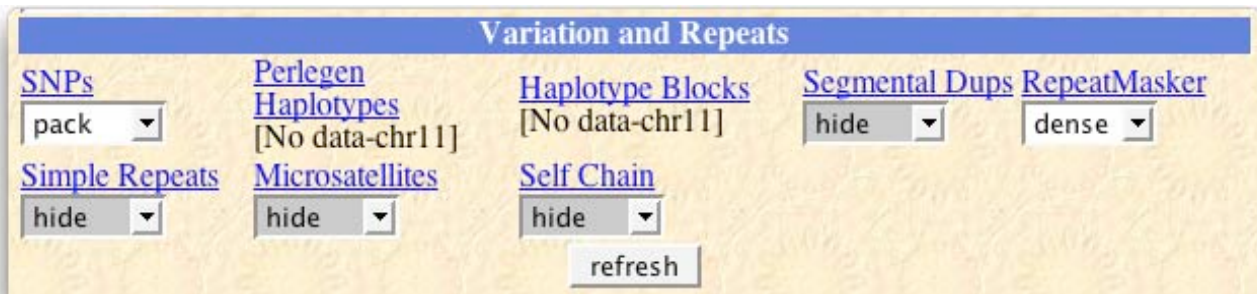 Variation and Repeats
SNPs
pack
Perlegen
Haplotypes
[No data-chr11]
Haplotype Blocks
[No data-chr11]
Segmental Dups
hide
RepeatMasker
dense
Simple Repeats
hide
Microsatellites
hide
Self Chain
hide
refresh